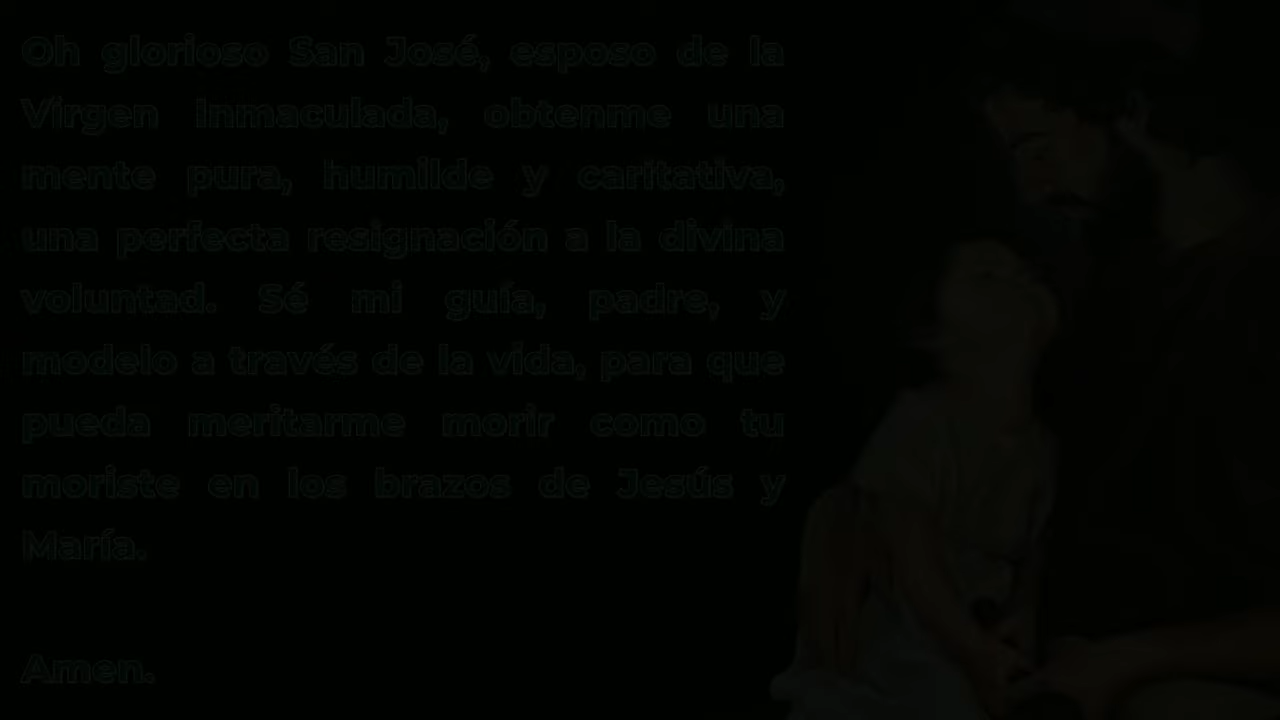 Oh glorioso San José, esposo de la
Virgen inmaculada, obtenme una
mente pura, humilde y caritativa,
una perfecta resignación a la divina
voluntad. Sé mi guía, padre, y
modelo a través de la vida, para que
pueda meritarme morir como tu
moriste en los brazos de Jesús y
María.
Amen.